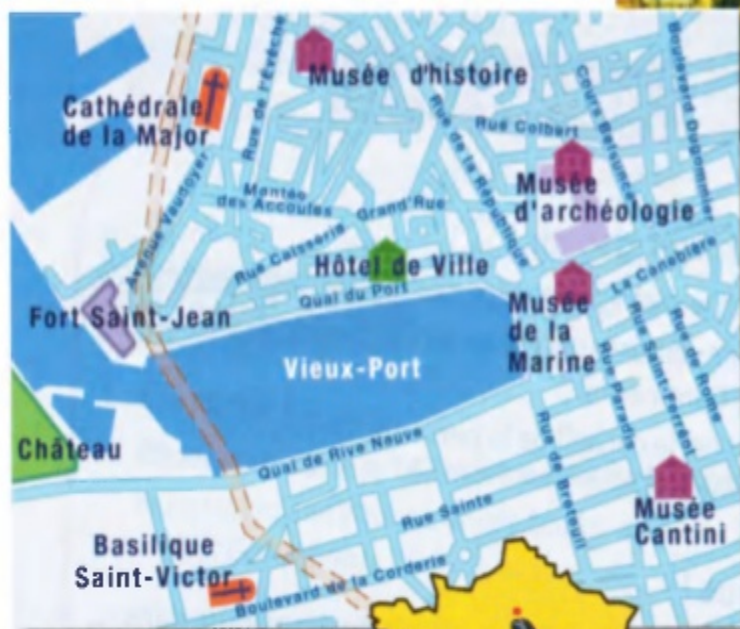 Musée d'histoire
Cathédrale
de la Major
Rue de l'Évêché
Boulevard Dugommier
Cours Belsunce
Rue Colbert
Rue de la République
Musée
d'archéologie
Montée
des Accoules
Grand'Rue
Rue Caisserie
Avenue Vaudoyer
Hôtel de Ville
Quai du Port
La Canebière
Fort Saint-Jean
Musée
de la
Marine
Vieux-Port
Rue Paradis
Rue Saint-Ferréol
Rue de Rome
Château
Quai de Rive Neuve
Rue de Breteuil
Rue Sainte
Musée
Cantini
Basilique
Saint-Victor
Boulevard de la Corderie